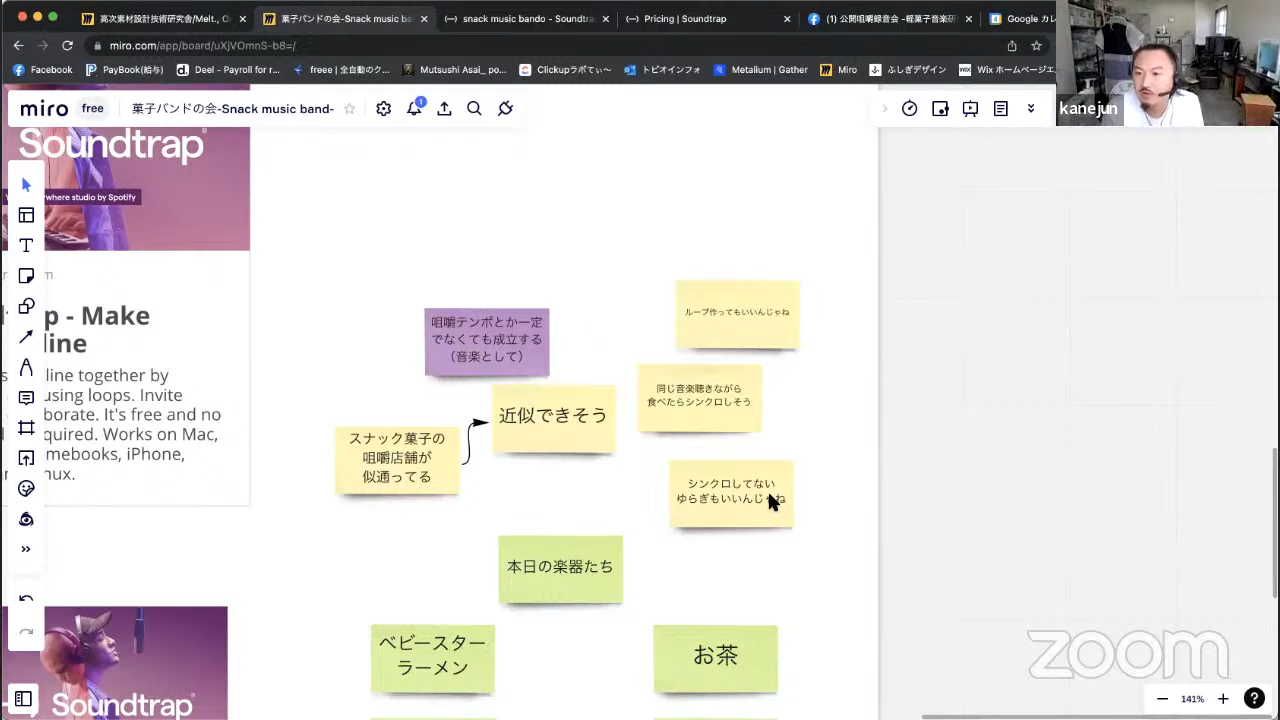 高次素材設計技術研究会/Melt., O
菓子バンドの会-Snack music ba
snack music bando - Soundtra
Pricing | Soundtrap
(1) 公開咀嚼録音会 -軽菓子音楽研
Google カレ
miro.com/app/board/uXjVOmnS-b8=/
Facebook
PayBook(給与)
Deel - Payroll for r...
freee | 全自動のク...
Mutsusa_Asai_ po...
Clickupラボてぃ〜
トピオインフォ
Metalium | Gather
Miro
ふしぎデザイン
Wix ホームページエ
kanejun
miro
free
菓子バンドの会-Snack music band-
1
Soundtrap
where studio by Spotify
p - Make
line
line together by
using loops. Invite
borate. It's free and no
quired. Works on Mac,
mebooks, iPhone,
nux.
咀嚼テンポとか一定
でなくても成立する
（音楽として）
ループ作ってもいいんじゃね
同じ音楽聴きながら
食べたらシンクロしそう
近似できそう
スナック菓子の
咀嚼店舗が
似通ってる
シンクロしてない
ゆらぎもいいんじゃね
本日の楽器たち
ベビースター
ラーメン
お茶
Soundtrap
zoom
141%